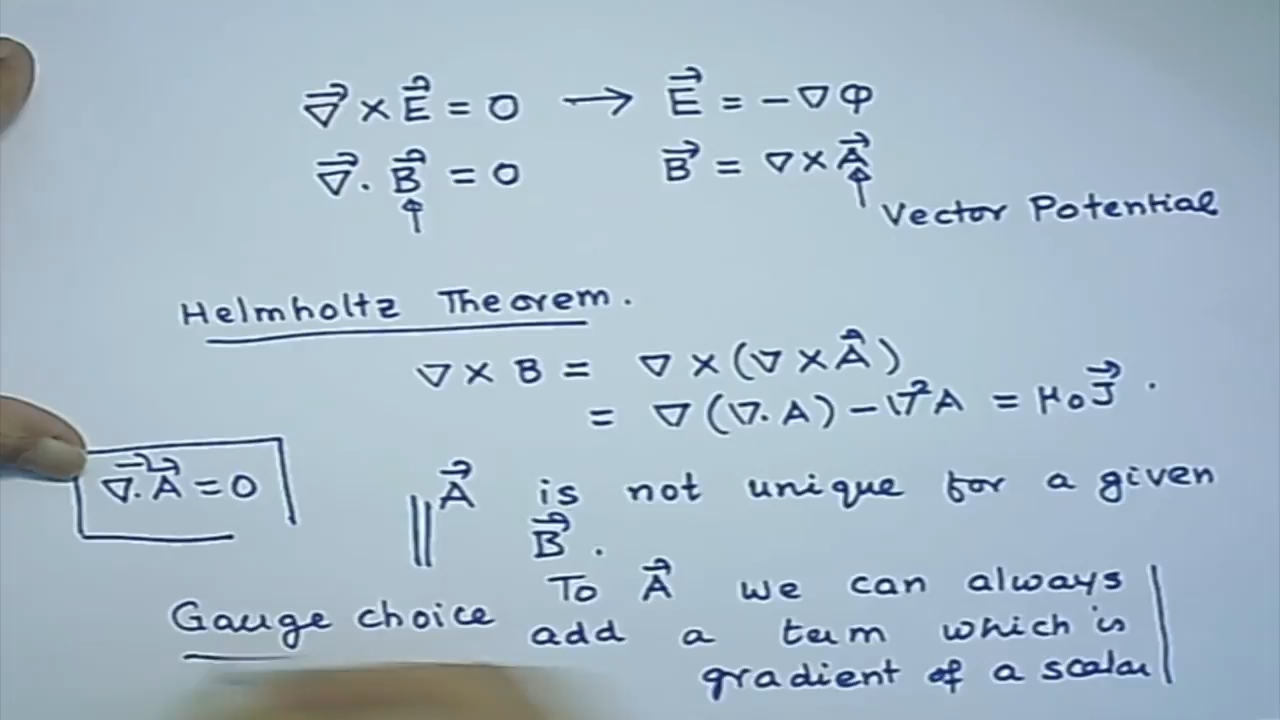 ∇⃗ × E⃗ = 0 → E⃗ = -∇φ
∇⃗ . B⃗ = 0 B⃗ = ∇ × A⃗
↑ ↑ Vector Potential
Helmholtz Theorem.
∇ × B = ∇ × (∇ × A⃗)
= ∇(∇. A) - ∇²A = μ₀J⃗ .
∇⃗. A⃗ = 0
A⃗ is not unique for a given
B⃗ .
To A⃗ we can always
Gauge choice add a term which is
gradient of a scalar